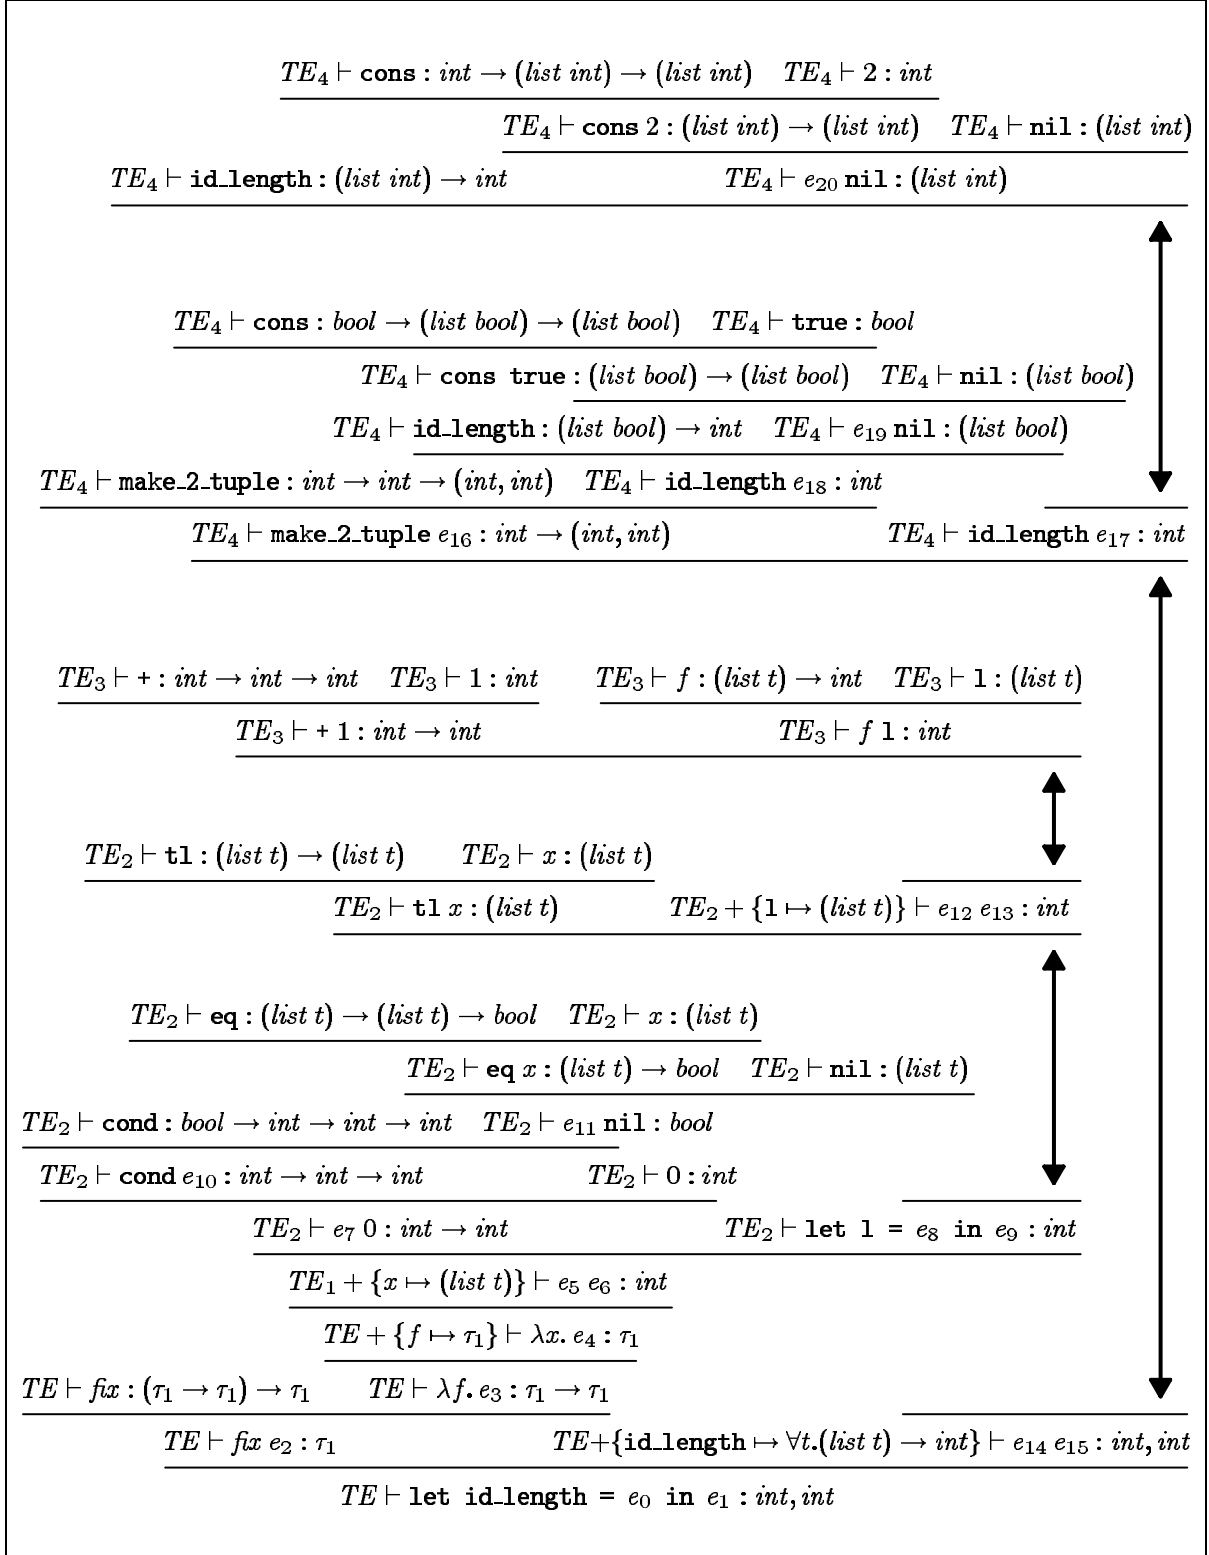 TE₄ ⊢ cons : int → (list int) → (list int) TE₄ ⊢ 2 : int
TE₄ ⊢ cons 2 : (list int) → (list int) TE₄ ⊢ nil : (list int)
TE₄ ⊢ id_length : (list int) → int TE₄ ⊢ e₂₀ nil : (list int)
TE₄ ⊢ cons : bool → (list bool) → (list bool) TE₄ ⊢ true : bool
TE₄ ⊢ cons true : (list bool) → (list bool) TE₄ ⊢ nil : (list bool)
TE₄ ⊢ id_length : (list bool) → int TE₄ ⊢ e₁₉ nil : (list bool)
TE₄ ⊢ make_2_tuple : int → int → (int, int) TE₄ ⊢ id_length e₁₈ : int
TE₄ ⊢ make_2_tuple e₁₆ : int → (int, int) TE₄ ⊢ id_length e₁₇ : int
TE₃ ⊢ + : int → int → int TE₃ ⊢ 1 : int TE₃ ⊢ f : (list t) → int TE₃ ⊢ l : (list t)
TE₃ ⊢ + 1 : int → int TE₃ ⊢ f l : int
TE₂ ⊢ tl : (list t) → (list t) TE₂ ⊢ x : (list t)
TE₂ ⊢ tl x : (list t) TE₂ + {l ↦ (list t)} ⊢ e₁₂ e₁₃ : int
TE₂ ⊢ eq : (list t) → (list t) → bool TE₂ ⊢ x : (list t)
TE₂ ⊢ eq x : (list t) → bool TE₂ ⊢ nil : (list t)
TE₂ ⊢ cond : bool → int → int → int TE₂ ⊢ e₁₁ nil : bool
TE₂ ⊢ cond e₁₀ : int → int → int TE₂ ⊢ 0 : int
TE₂ ⊢ e₇ 0 : int → int TE₂ ⊢ let l = e₈ in e₉ : int
TE₁ + {x ↦ (list t)} ⊢ e₅ e₆ : int
TE + {f ↦ τ₁} ⊢ λx. e₄ : τ₁
TE ⊢ fix : (τ₁ → τ₁) → τ₁ TE ⊢ λf. e₃ : τ₁ → τ₁
TE ⊢ fix e₂ : τ₁ TE+{id_length ↦ ∀t.(list t) → int} ⊢ e₁₄ e₁₅ : int, int
TE ⊢ let id_length = e₀ in e₁ : int, int